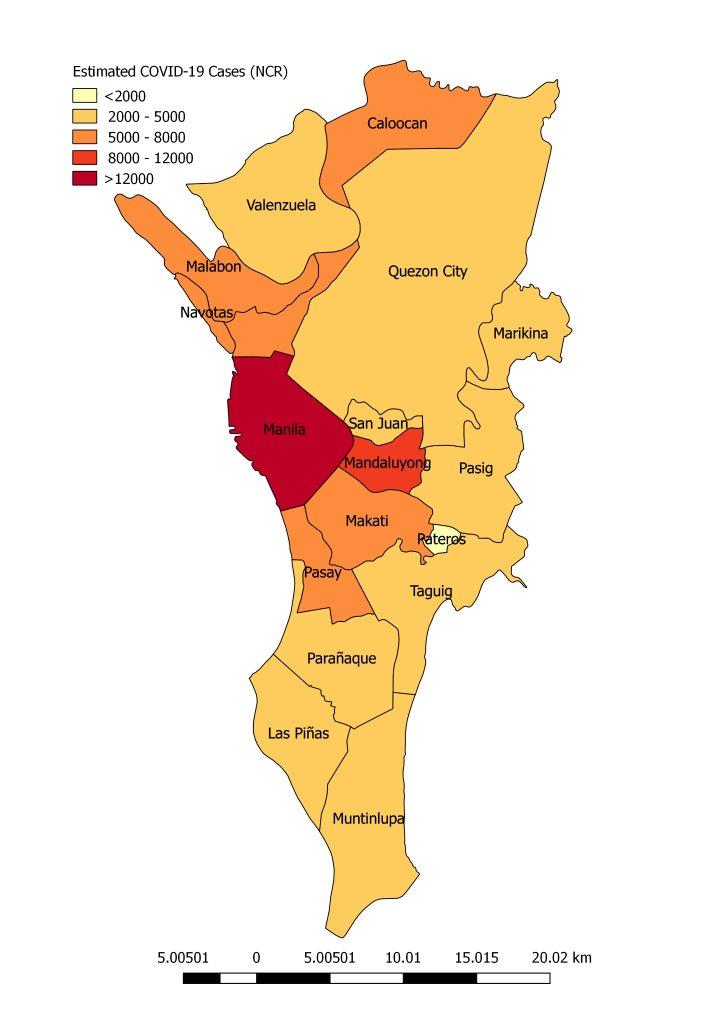 Estimated COVID-19 Cases (NCR)
<2000
2000 - 5000
5000 - 8000
8000 - 12000
>12000
Caloocan
Valenzuela
Malabon
Quezon City
Navotas
Marikina
San Juan
Manila
Mandaluyong
Pasig
Makati
Pateros
Pasay
Taguig
Parañaque
Las Piñas
Muntinlupa
5.00501 0 5.00501 10.01 15.015 20.02 km